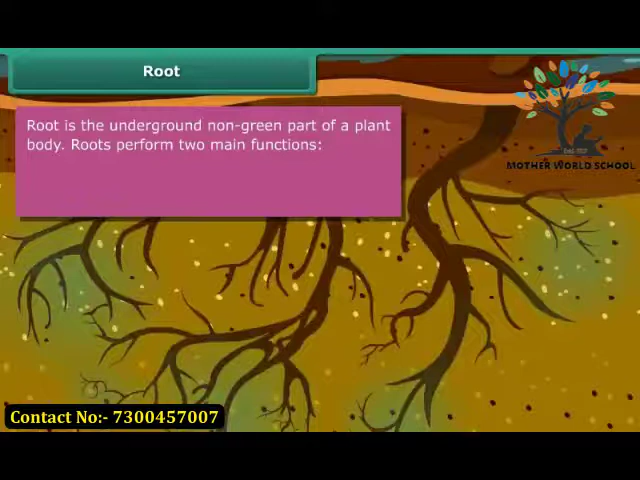 Root
Root is the underground non-green part of a plant
body. Roots perform two main functions:
MOTHER WORLD SCHOOL
Contact No:- 7300457007